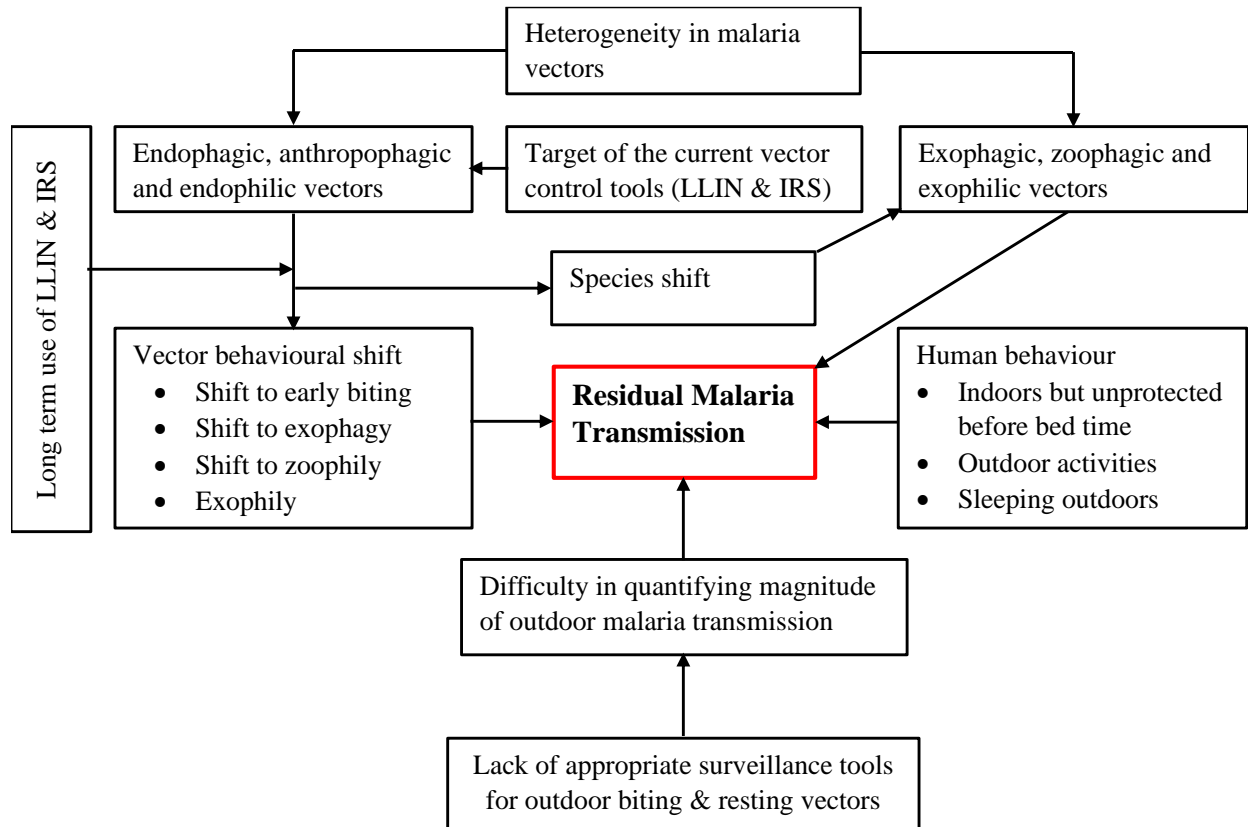 Heterogeneity in malaria
vectors
Long term use of LLIN & IRS
Endophagic, anthropophagic
and endophilic vectors
Target of the current vector
control tools (LLIN & IRS)
Exophagic, zoophagic and
exophilic vectors
Species shift
Vector behavioural shift
• Shift to early biting
• Shift to exophagy
• Shift to zoophily
• Exophily
Residual Malaria
Transmission
Human behaviour
• Indoors but unprotected
before bed time
• Outdoor activities
• Sleeping outdoors
Difficulty in quantifying magnitude
of outdoor malaria transmission
Lack of appropriate surveillance tools
for outdoor biting & resting vectors